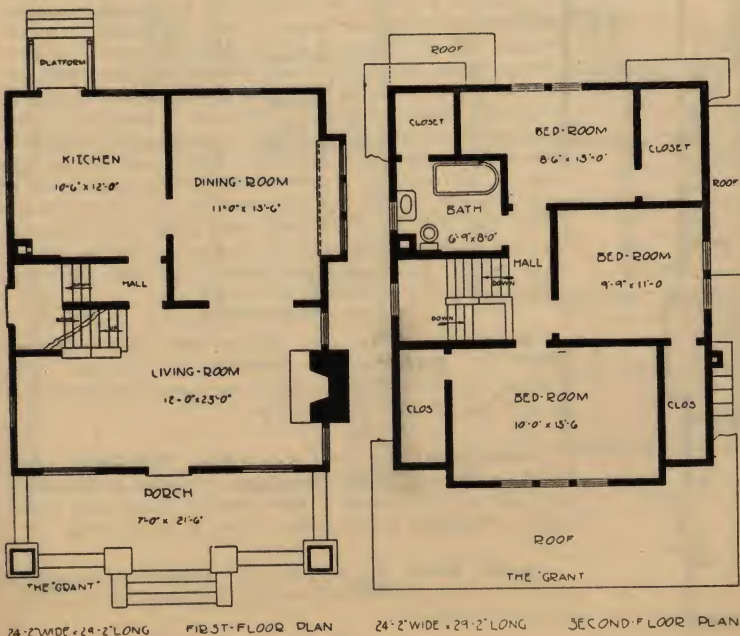 PLATFORM
KITCHEN
10'-6" x 12'-0"
DINING-ROOM
11'-0" x 13'-6"
HALL
UP
LIVING-ROOM
12'-0" x 23'-0"
PORCH
7'-0" x 21'-6"
THE "GRANT"
24'-2" WIDE x 29'-2" LONG FIRST-FLOOR PLAN
ROOF
CLOSET
BED-ROOM
8'-6" x 13'-0"
CLOSET
ROOF
BATH
6'-9" x 8'-0"
HALL
BED-ROOM
9'-9" x 11'-0
DOWN
DOWN
CLOS
BED-ROOM
10'-0" x 15'-6
CLOS
ROOF
THE "GRANT
24'-2" WIDE x 29'-2" LONG SECOND-FLOOR PLAN